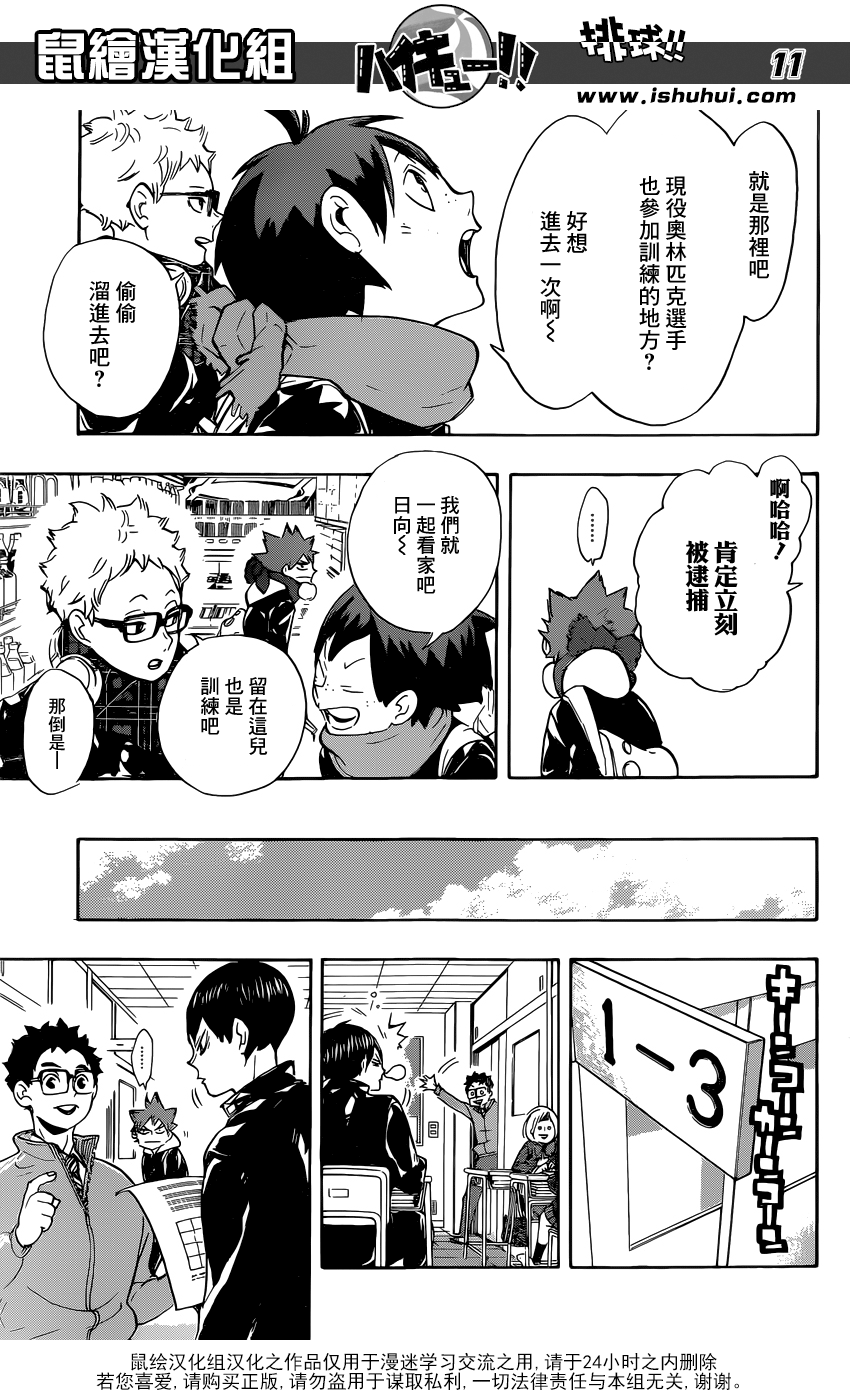 鼠繪漢化組
ハイキュー!!
排球!!
11
www.ishuhui.com
就是那裡吧
現役奧林匹克選手
也參加訓練的地方？
好想
進去一次啊～
偷偷
溜進去吧？
啊哈哈！
肯定立刻
被逮捕
……
我們就
一起看家吧
日向～
留在這兒
也是
訓練吧
那倒是—
キーンコーンカーンコーン
1-3
……
鼠绘汉化组汉化之作品仅用于漫迷学习交流之用,请于24小时之内删除
若您喜爱,请购买正版,请勿盗用于谋取私利,一切法律责任与本组无关,谢谢。